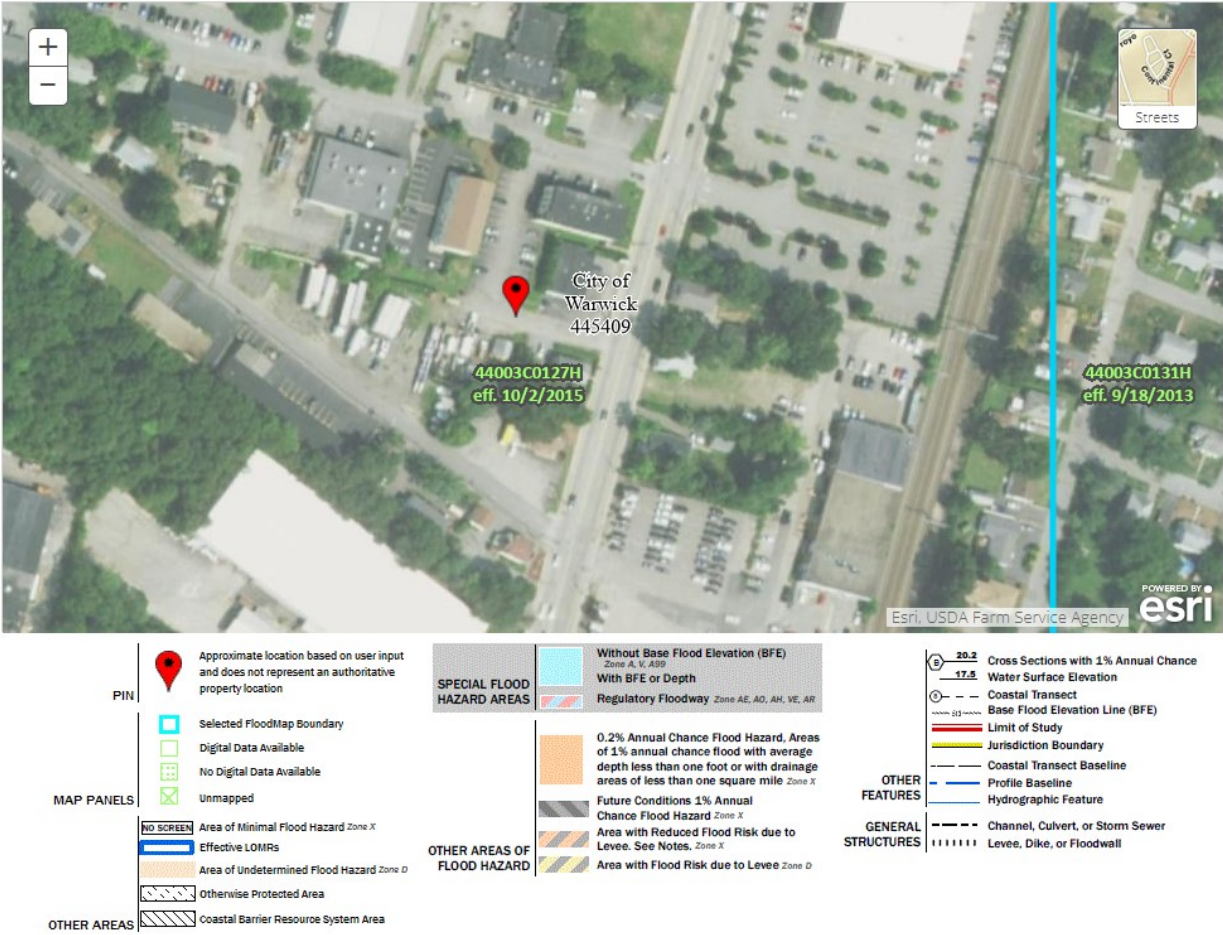 +
−
royo
Continental Ct
Streets
City of
Warwick
445409
44003C0127H
eff. 10/2/2015
44003C0131H
eff. 9/18/2013
POWERED BY
esri
Esri, USDA Farm Service Agency
PIN
Approximate location based on user input
and does not represent an authoritative
property location
MAP PANELS
Selected FloodMap Boundary
Digital Data Available
No Digital Data Available
Unmapped
OTHER AREAS
NO SCREEN Area of Minimal Flood Hazard Zone X
Effective LOMRs
Area of Undetermined Flood Hazard Zone D
Otherwise Protected Area
Coastal Barrier Resource System Area
SPECIAL FLOOD
HAZARD AREAS
Without Base Flood Elevation (BFE)
Zone A, V, A99
With BFE or Depth
Regulatory Floodway Zone AE, AO, AH, VE, AR
OTHER AREAS OF
FLOOD HAZARD
0.2% Annual Chance Flood Hazard, Areas
of 1% annual chance flood with average
depth less than one foot or with drainage
areas of less than one square mile Zone X
Future Conditions 1% Annual
Chance Flood Hazard Zone X
Area with Reduced Flood Risk due to
Levee. See Notes. Zone X
Area with Flood Risk due to Levee Zone D
OTHER
FEATURES
B 20.2 Cross Sections with 1% Annual Chance
17.5 Water Surface Elevation
8 Coastal Transect
513 Base Flood Elevation Line (BFE)
Limit of Study
Jurisdiction Boundary
Coastal Transect Baseline
Profile Baseline
Hydrographic Feature
GENERAL
STRUCTURES
Channel, Culvert, or Storm Sewer
Levee, Dike, or Floodwall